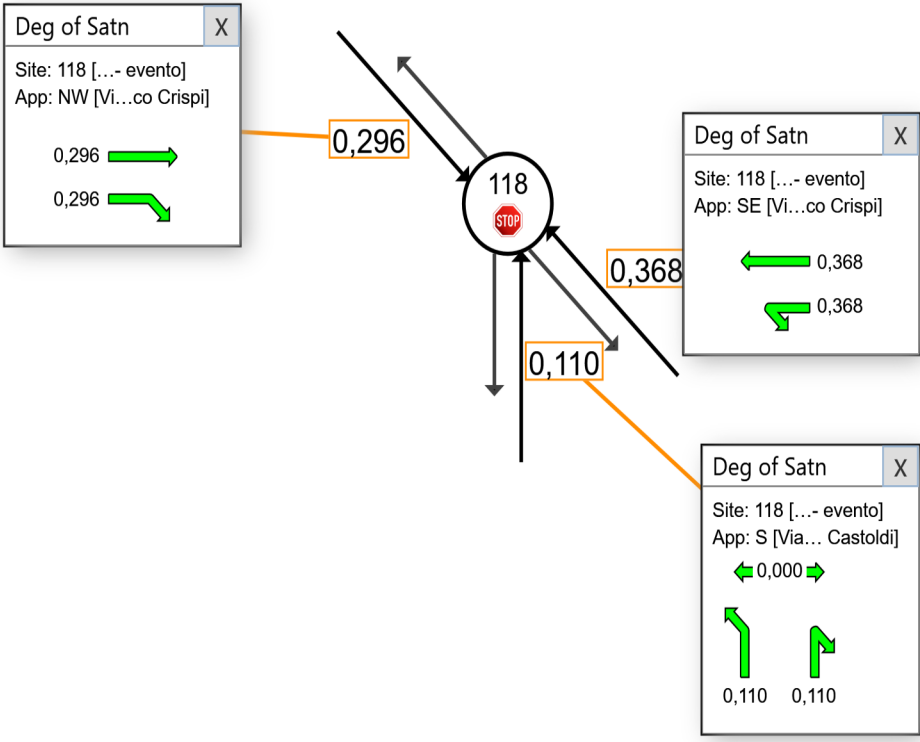 Deg of Satn X
Site: 118 [...- evento]
App: NW [Vi...co Crispi]
0,296
0,296
0,296
118
STOP
Deg of Satn X
Site: 118 [...- evento]
App: SE [Vi...co Crispi]
0,368
0,368
0,368
0,110
Deg of Satn X
Site: 118 [...- evento]
App: S [Via... Castoldi]
0,000
0,110 0,110